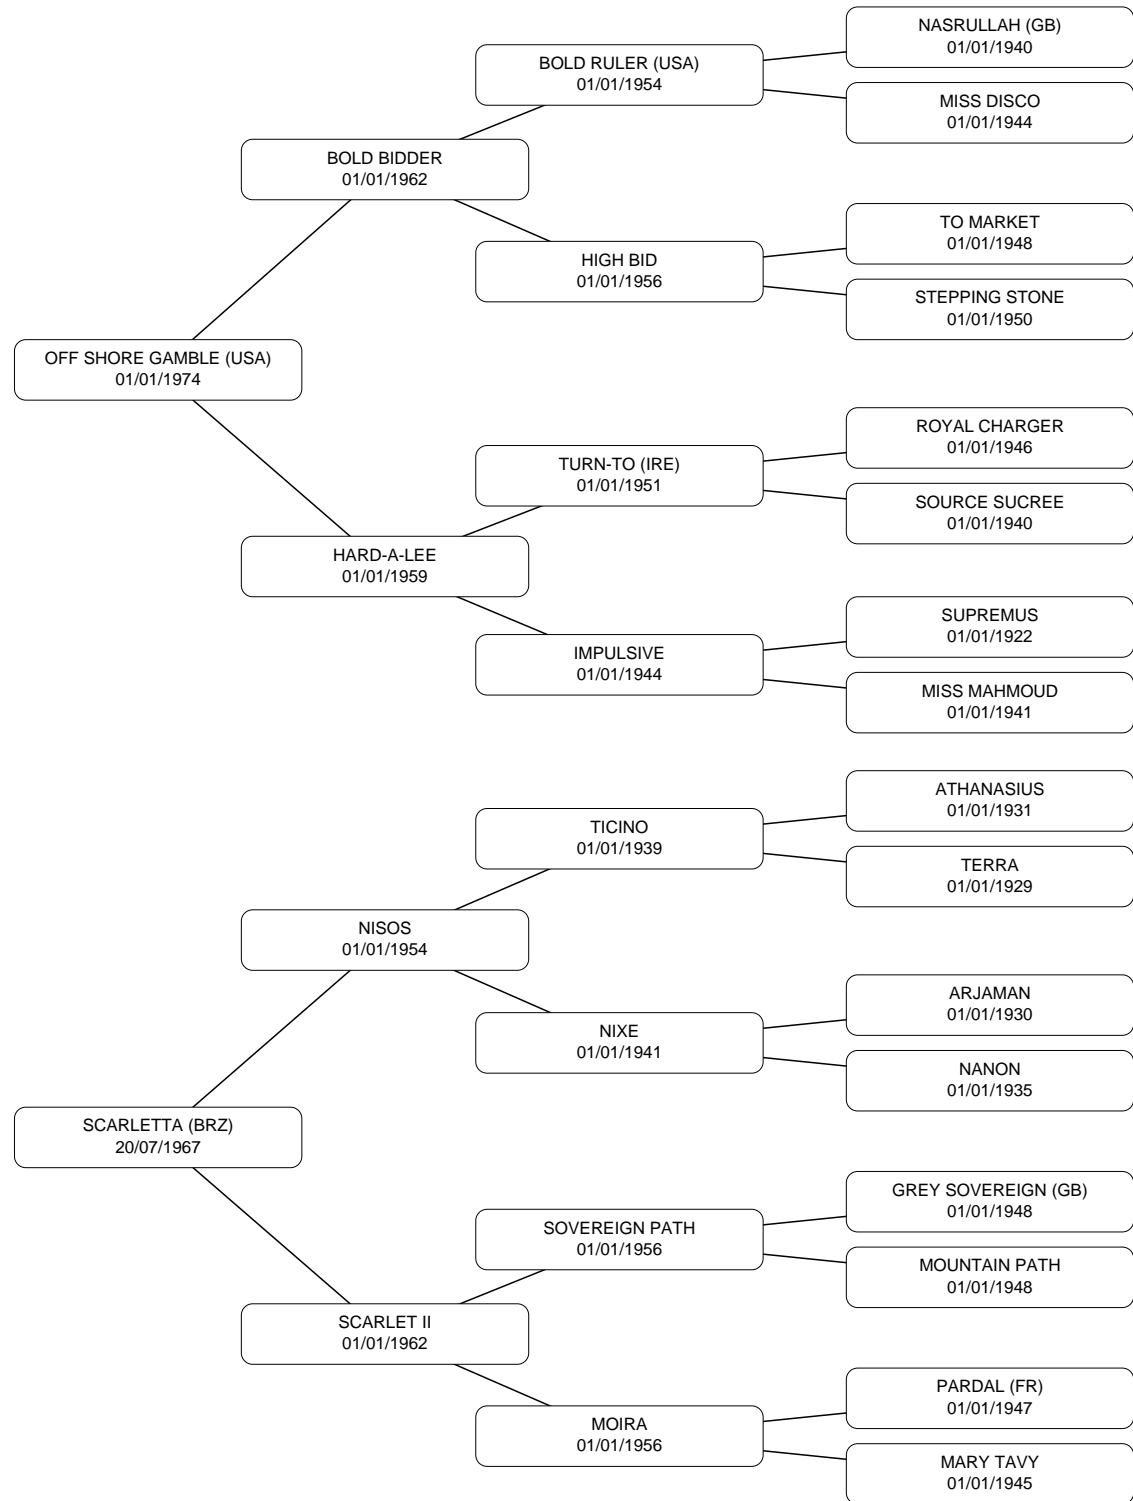 NASRULLAH (GB)
01/01/1940
BOLD RULER (USA)
01/01/1954
MISS DISCO
01/01/1944
BOLD BIDDER
01/01/1962
TO MARKET
01/01/1948
HIGH BID
01/01/1956
STEPPING STONE
01/01/1950
OFF SHORE GAMBLE (USA)
01/01/1974
ROYAL CHARGER
01/01/1946
TURN-TO (IRE)
01/01/1951
SOURCE SUCREE
01/01/1940
HARD-A-LEE
01/01/1959
SUPREMUS
01/01/1922
IMPULSIVE
01/01/1944
MISS MAHMOUD
01/01/1941
ATHANASIUS
01/01/1931
TICINO
01/01/1939
TERRA
01/01/1929
NISOS
01/01/1954
ARJAMAN
01/01/1930
NIXE
01/01/1941
NANON
01/01/1935
SCARLETTA (BRZ)
20/07/1967
GREY SOVEREIGN (GB)
01/01/1948
SOVEREIGN PATH
01/01/1956
MOUNTAIN PATH
01/01/1948
SCARLET II
01/01/1962
PARDAL (FR)
01/01/1947
MOIRA
01/01/1956
MARY TAVY
01/01/1945